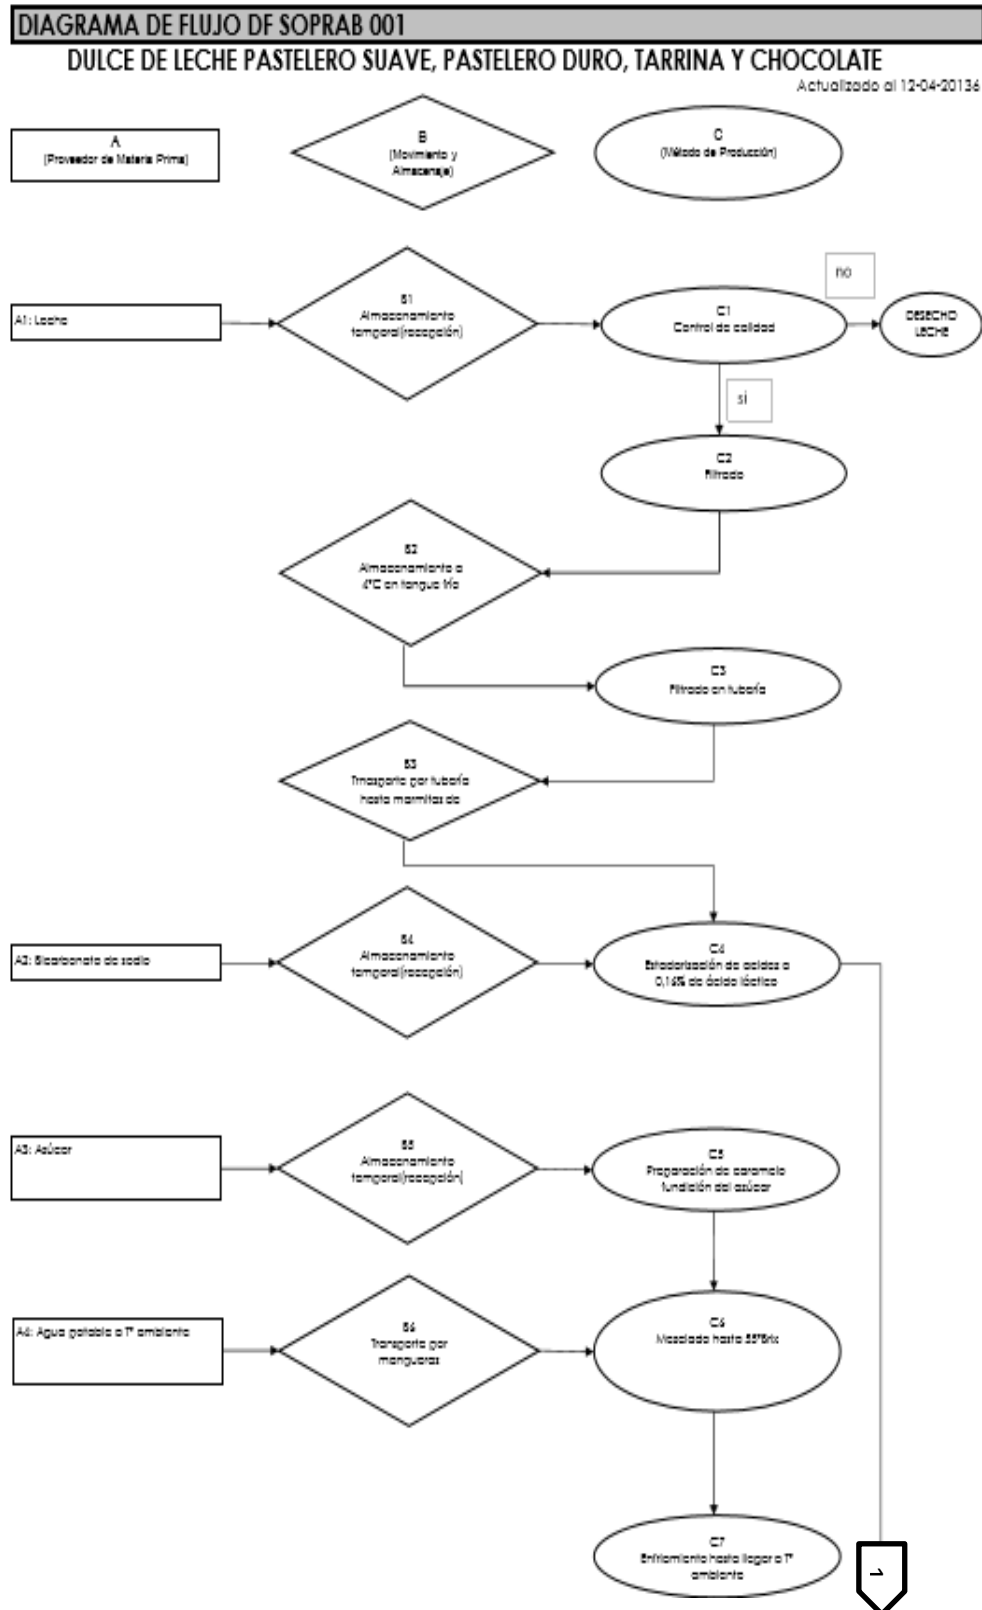 DIAGRAMA DE FLUJO DF SOPRAB 001
DULCE DE LECHE PASTELERO SUAVE, PASTELERO DURO, TARRINA Y CHOCOLATE
Actualizado al 12-04-20136
A
(Proveedor de Materia Prima)
B
(Movimiento y
Almacenaje)
C
(Método de Producción)
A1: Leche
B1
Almacenamiento
temporal(recepción)
C1
Control de calidad
no
DESECHO
LECHE
si
C2
Filtrado
B2
Almacenamiento a
4°C en tanque frío
C3
Filtrado en tubería
B3
Trnasporte por tubería
hasta marmitas de
A2: Bicarbonato de sodio
B4
Almacenamiento
temporal(recepción)
C4
Estadarización de acidez a
0,16% de ácido láctico
A3: Azúcar
B5
Almacenamiento
temporal(recepción(
C5
Preparación de caramelo
fundición del azúcar
A4: Agua potable a T° ambiente
B6
Transporte por
mangueras
C6
Mezclado hasta 55°Brix
C7
Enfriamiento hasta llegar a T°
ambiente
1